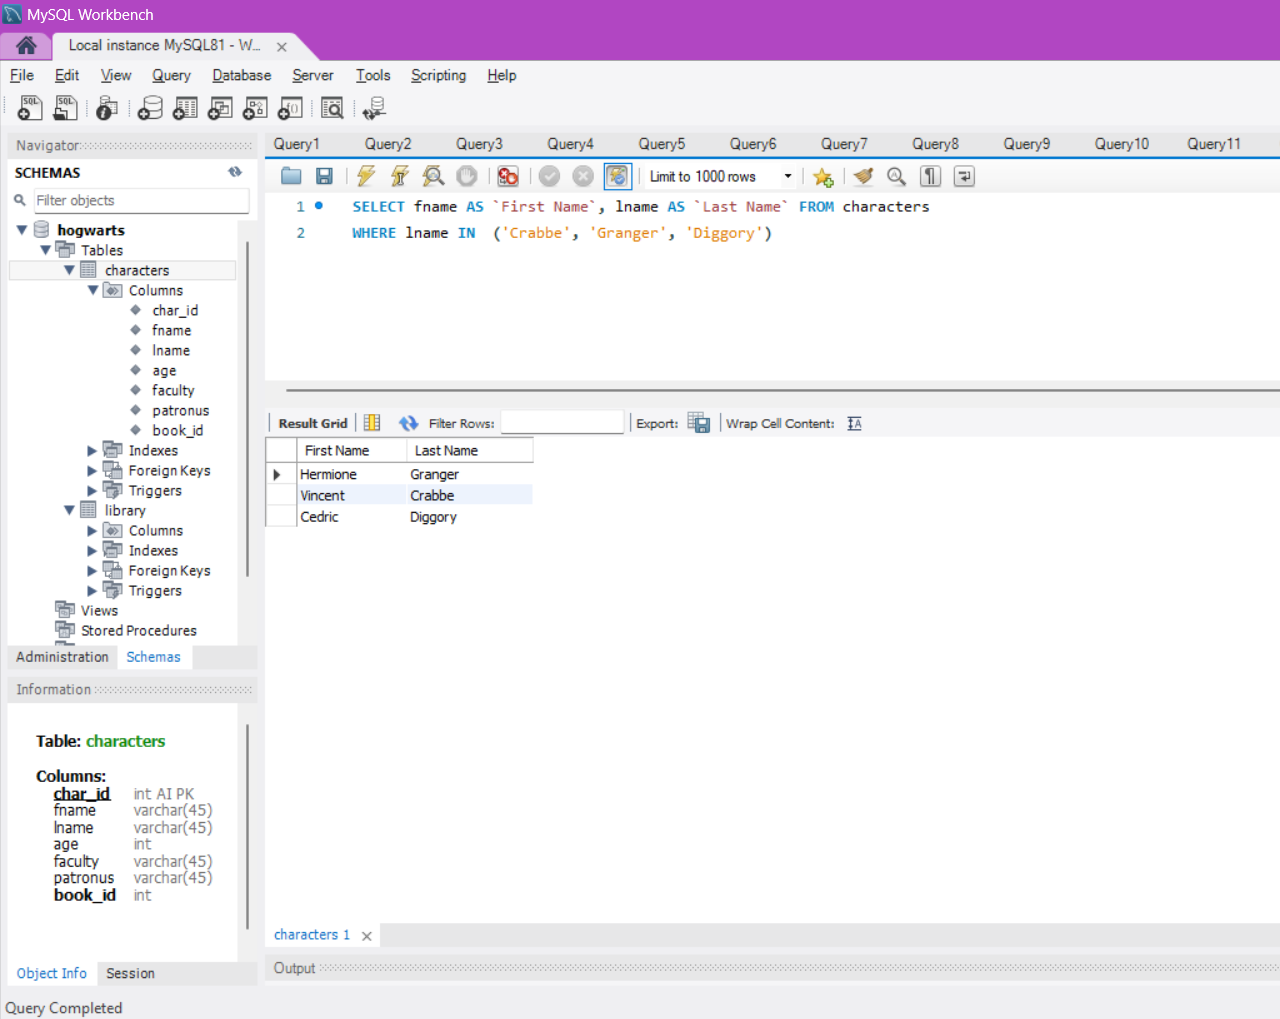 MySQL Workbench
Local instance MySQL81 - W...
File Edit View Query Database Server Tools Scripting Help
Navigator
SCHEMAS
Filter objects
hogwarts
Tables
characters
Columns
char_id
fname
lname
age
faculty
patronus
book_id
Indexes
Foreign Keys
Triggers
library
Columns
Indexes
Foreign Keys
Triggers
Views
Stored Procedures
Administration Schemas
Information
Table: characters
Columns:
char_id int AI PK
fname varchar(45)
lname varchar(45)
age int
faculty varchar(45)
patronus varchar(45)
book_id int
Object Info Session
Query1 Query2 Query3 Query4 Query5 Query6 Query7 Query8 Query9 Query10 Query11
Limit to 1000 rows
1 SELECT fname AS `First Name`, lname AS `Last Name` FROM characters
2 WHERE lname IN ('Crabbe', 'Granger', 'Diggory')
Result Grid Filter Rows: Export: Wrap Cell Content:
First Name Last Name
Hermione Granger
Vincent Crabbe
Cedric Diggory
characters 1
Output
Query Completed